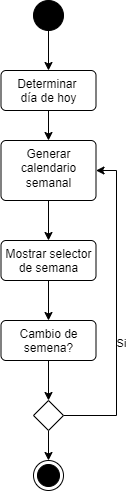 Determinar
día de hoy
Generar
calendario
semanal
Mostrar selector
de semana
Cambio de
semena?
Si